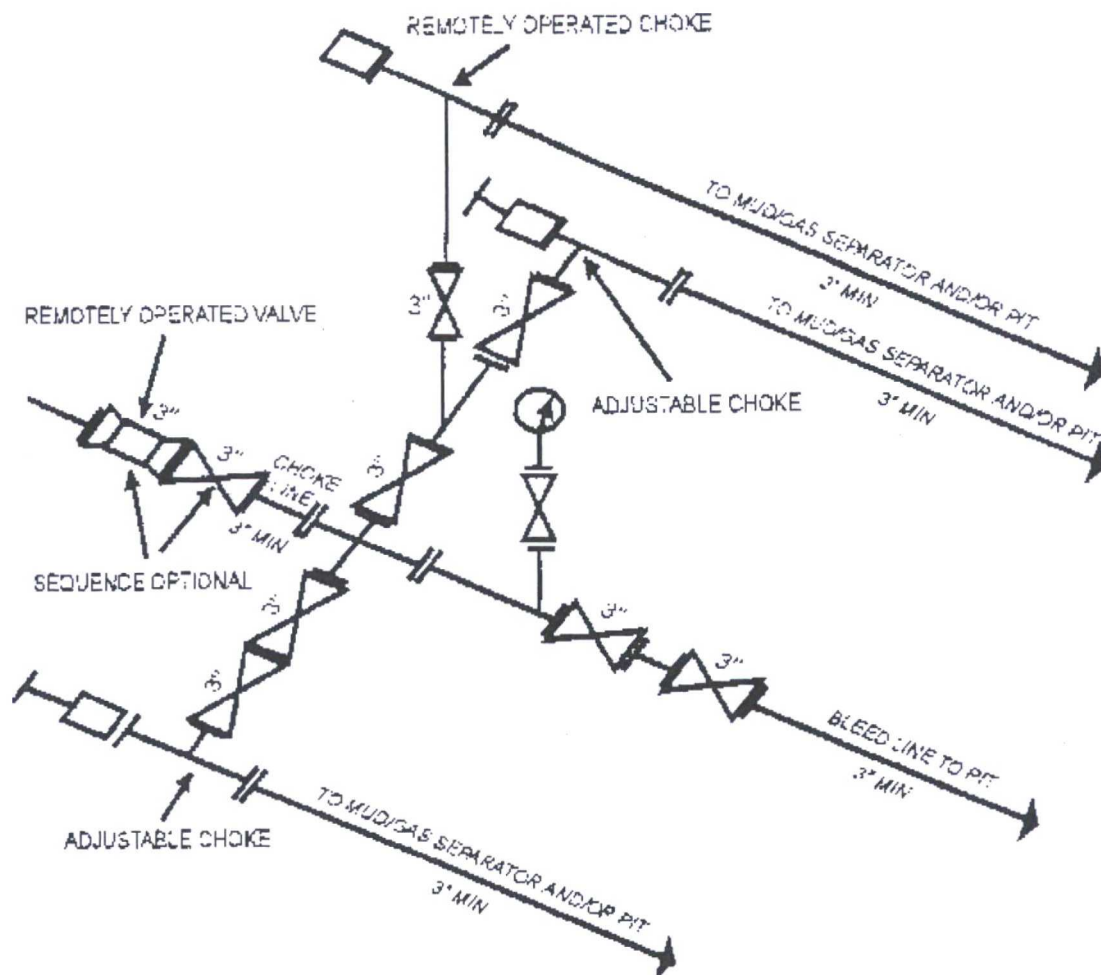 REMOTELY OPERATED CHOKE
TO MUD/GAS SEPARATOR AND/OR PIT
3" MIN
TO MUD/GAS SEPARATOR AND/OR PIT
3" MIN
3"
3"
REMOTELY OPERATED VALVE
ADJUSTABLE CHOKE
3"
3"
CHOKE
LINE
3" MIN
3"
SEQUENCE OPTIONAL
3"
3"
3"
3"
BLEED LINE TO PIT
3" MIN
ADJUSTABLE CHOKE
TO MUD/GAS SEPARATOR AND/OR PIT
3" MIN